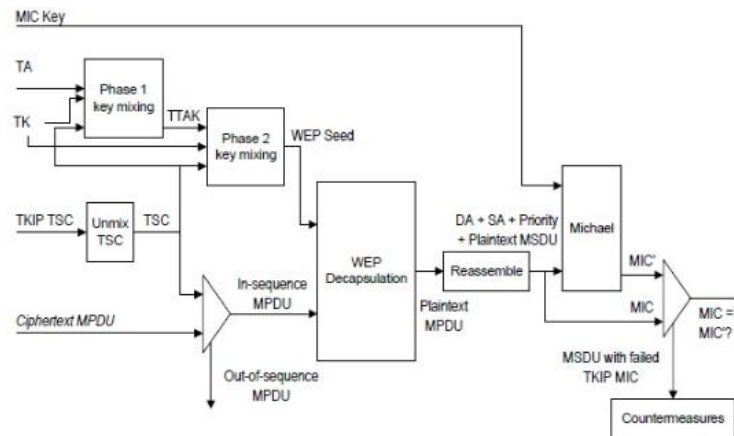 MIC Key
TA
Phase 1
key mixing
TK
TTAK
Phase 2
key mixing
WEP Seed
TKIP TSC
Unmix
TSC
TSC
WEP
Decapsulation
DA + SA + Priority
+ Plaintext MSDU
Michael
Reassemble
MIC'
In-sequence
MPDU
Plaintext
MPDU
MIC
MIC =
MIC'?
Ciphertext MPDU
Out-of-sequence
MPDU
MSDU with failed
TKIP MIC
Countermeasures